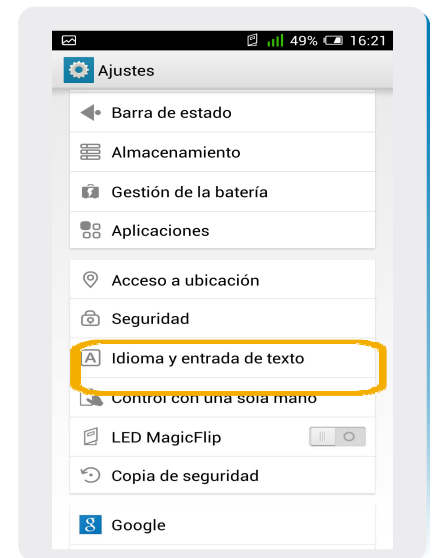 49% 16:21
Ajustes
Barra de estado
Almacenamiento
Gestión de la batería
Aplicaciones
Acceso a ubicación
Seguridad
A Idioma y entrada de texto
Control con una sola mano
LED MagicFlip
Copia de seguridad
8 Google